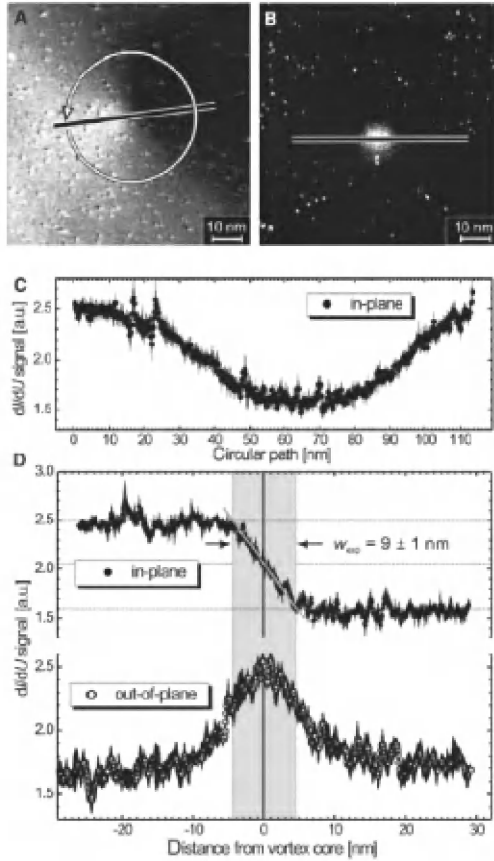 A
B
10 nm
10 nm
C
dI/dU signal [a.u.]
2.5
2.0
1.5
in-plane
0 10 20 30 40 50 60 70 80 90 100 110
Circular path [nm]
D
dI/dU signal [a.u.]
3.0
2.5
2.0
1.5
w_exp = 9 ± 1 nm
in-plane
2.5
2.0
1.5
out-of-plane
-20 -10 0 10 20 30
Distance from vortex core [nm]